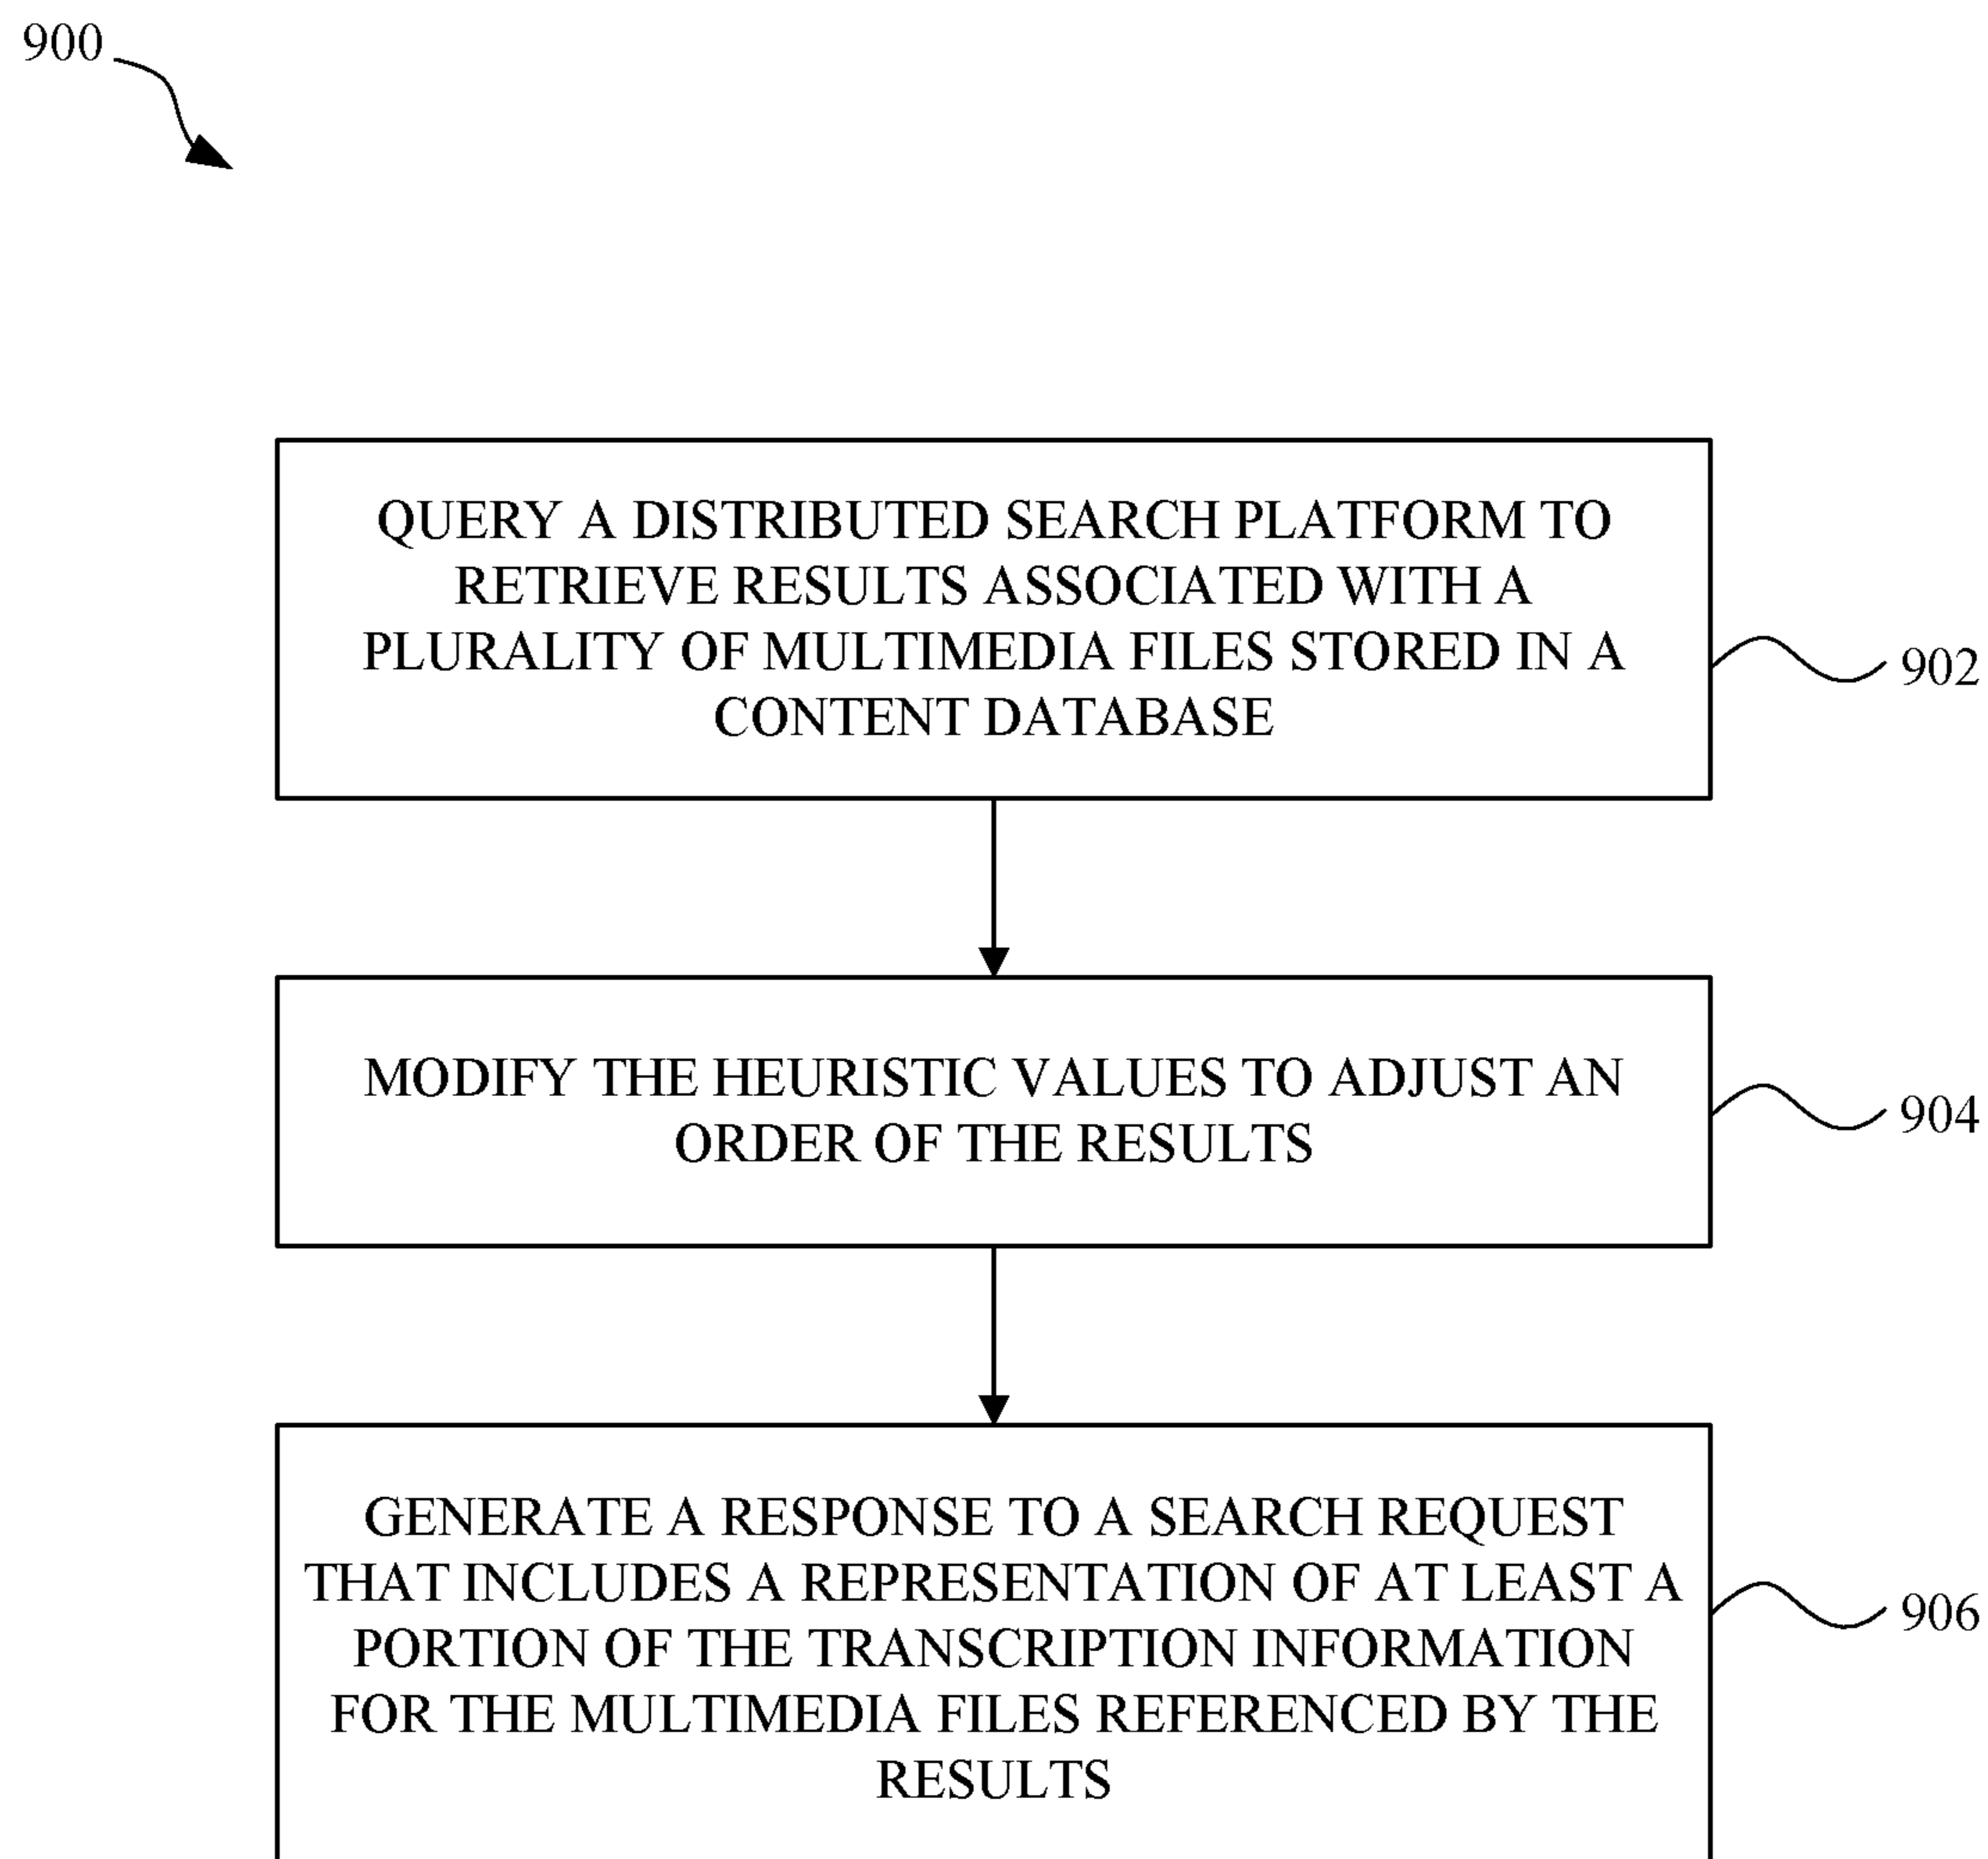 900
QUERY A DISTRIBUTED SEARCH PLATFORM TO
RETRIEVE RESULTS ASSOCIATED WITH A
PLURALITY OF MULTIMEDIA FILES STORED IN A
CONTENT DATABASE
902
MODIFY THE HEURISTIC VALUES TO ADJUST AN
ORDER OF THE RESULTS
904
GENERATE A RESPONSE TO A SEARCH REQUEST
THAT INCLUDES A REPRESENTATION OF AT LEAST A
PORTION OF THE TRANSCRIPTION INFORMATION
FOR THE MULTIMEDIA FILES REFERENCED BY THE
RESULTS
906